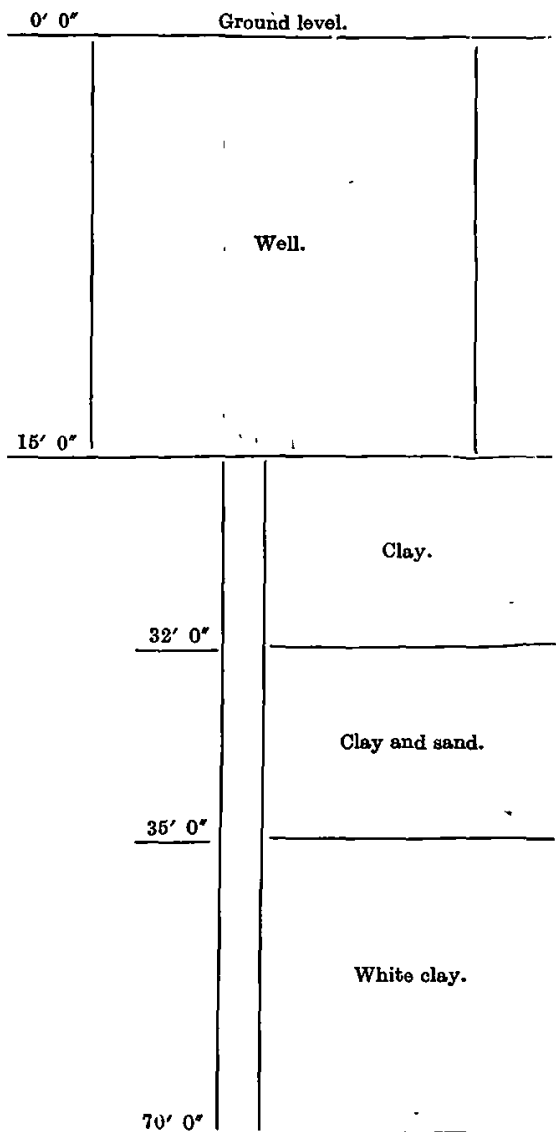 0′ 0″ Ground level.
Well.
15′ 0″
Clay.
32′ 0″
Clay and sand.
35′ 0″
White clay.
70′ 0″